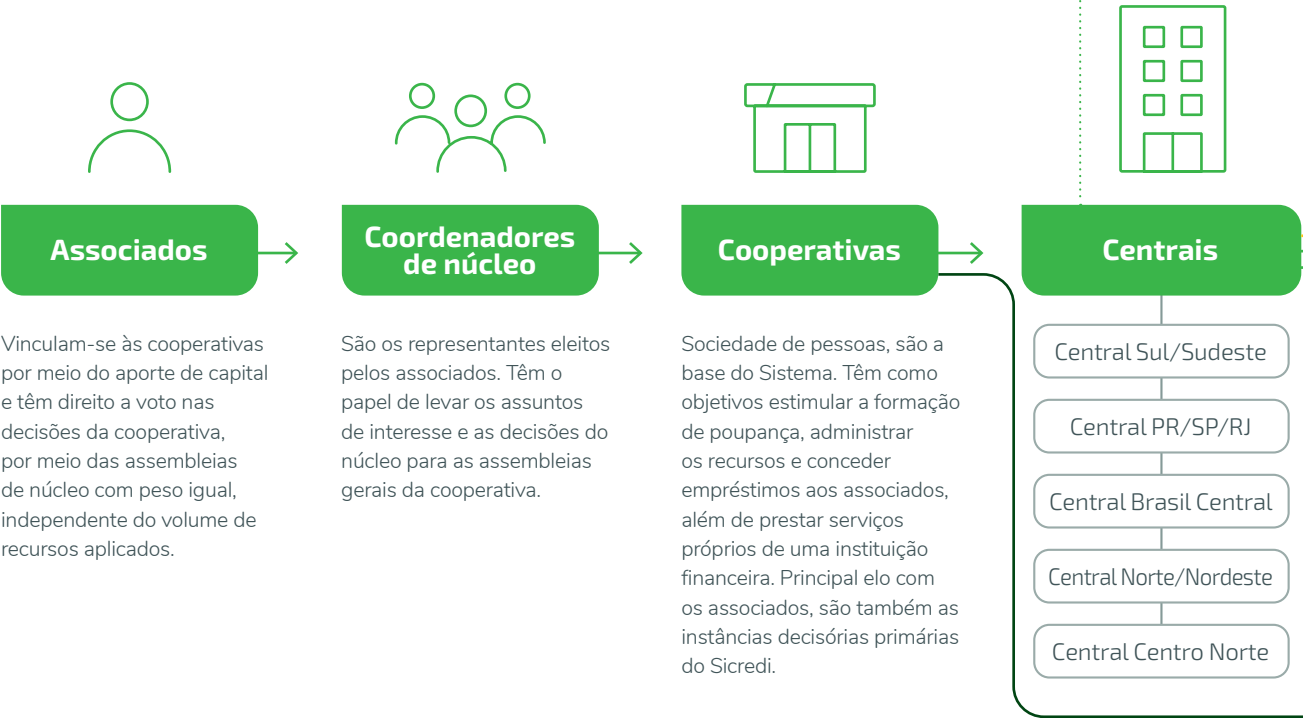 Associados
Vinculam-se às cooperativas
por meio do aporte de capital
e têm direito a voto nas
decisões da cooperativa,
por meio das assembleias
de núcleo com peso igual,
independente do volume de
recursos aplicados.
Coordenadores
de núcleo
São os representantes eleitos
pelos associados. Têm o
papel de levar os assuntos
de interesse e as decisões do
núcleo para as assembleias
gerais da cooperativa.
Cooperativas
Sociedade de pessoas, são a
base do Sistema. Têm como
objetivos estimular a formação
de poupança, administrar
os recursos e conceder
empréstimos aos associados,
além de prestar serviços
próprios de uma instituição
financeira. Principal elo com
os associados, são também as
instâncias decisórias primárias
do Sicredi.
Centrais
Central Sul/Sudeste
Central PR/SP/RJ
Central Brasil Central
Central Norte/Nordeste
Central Centro Norte